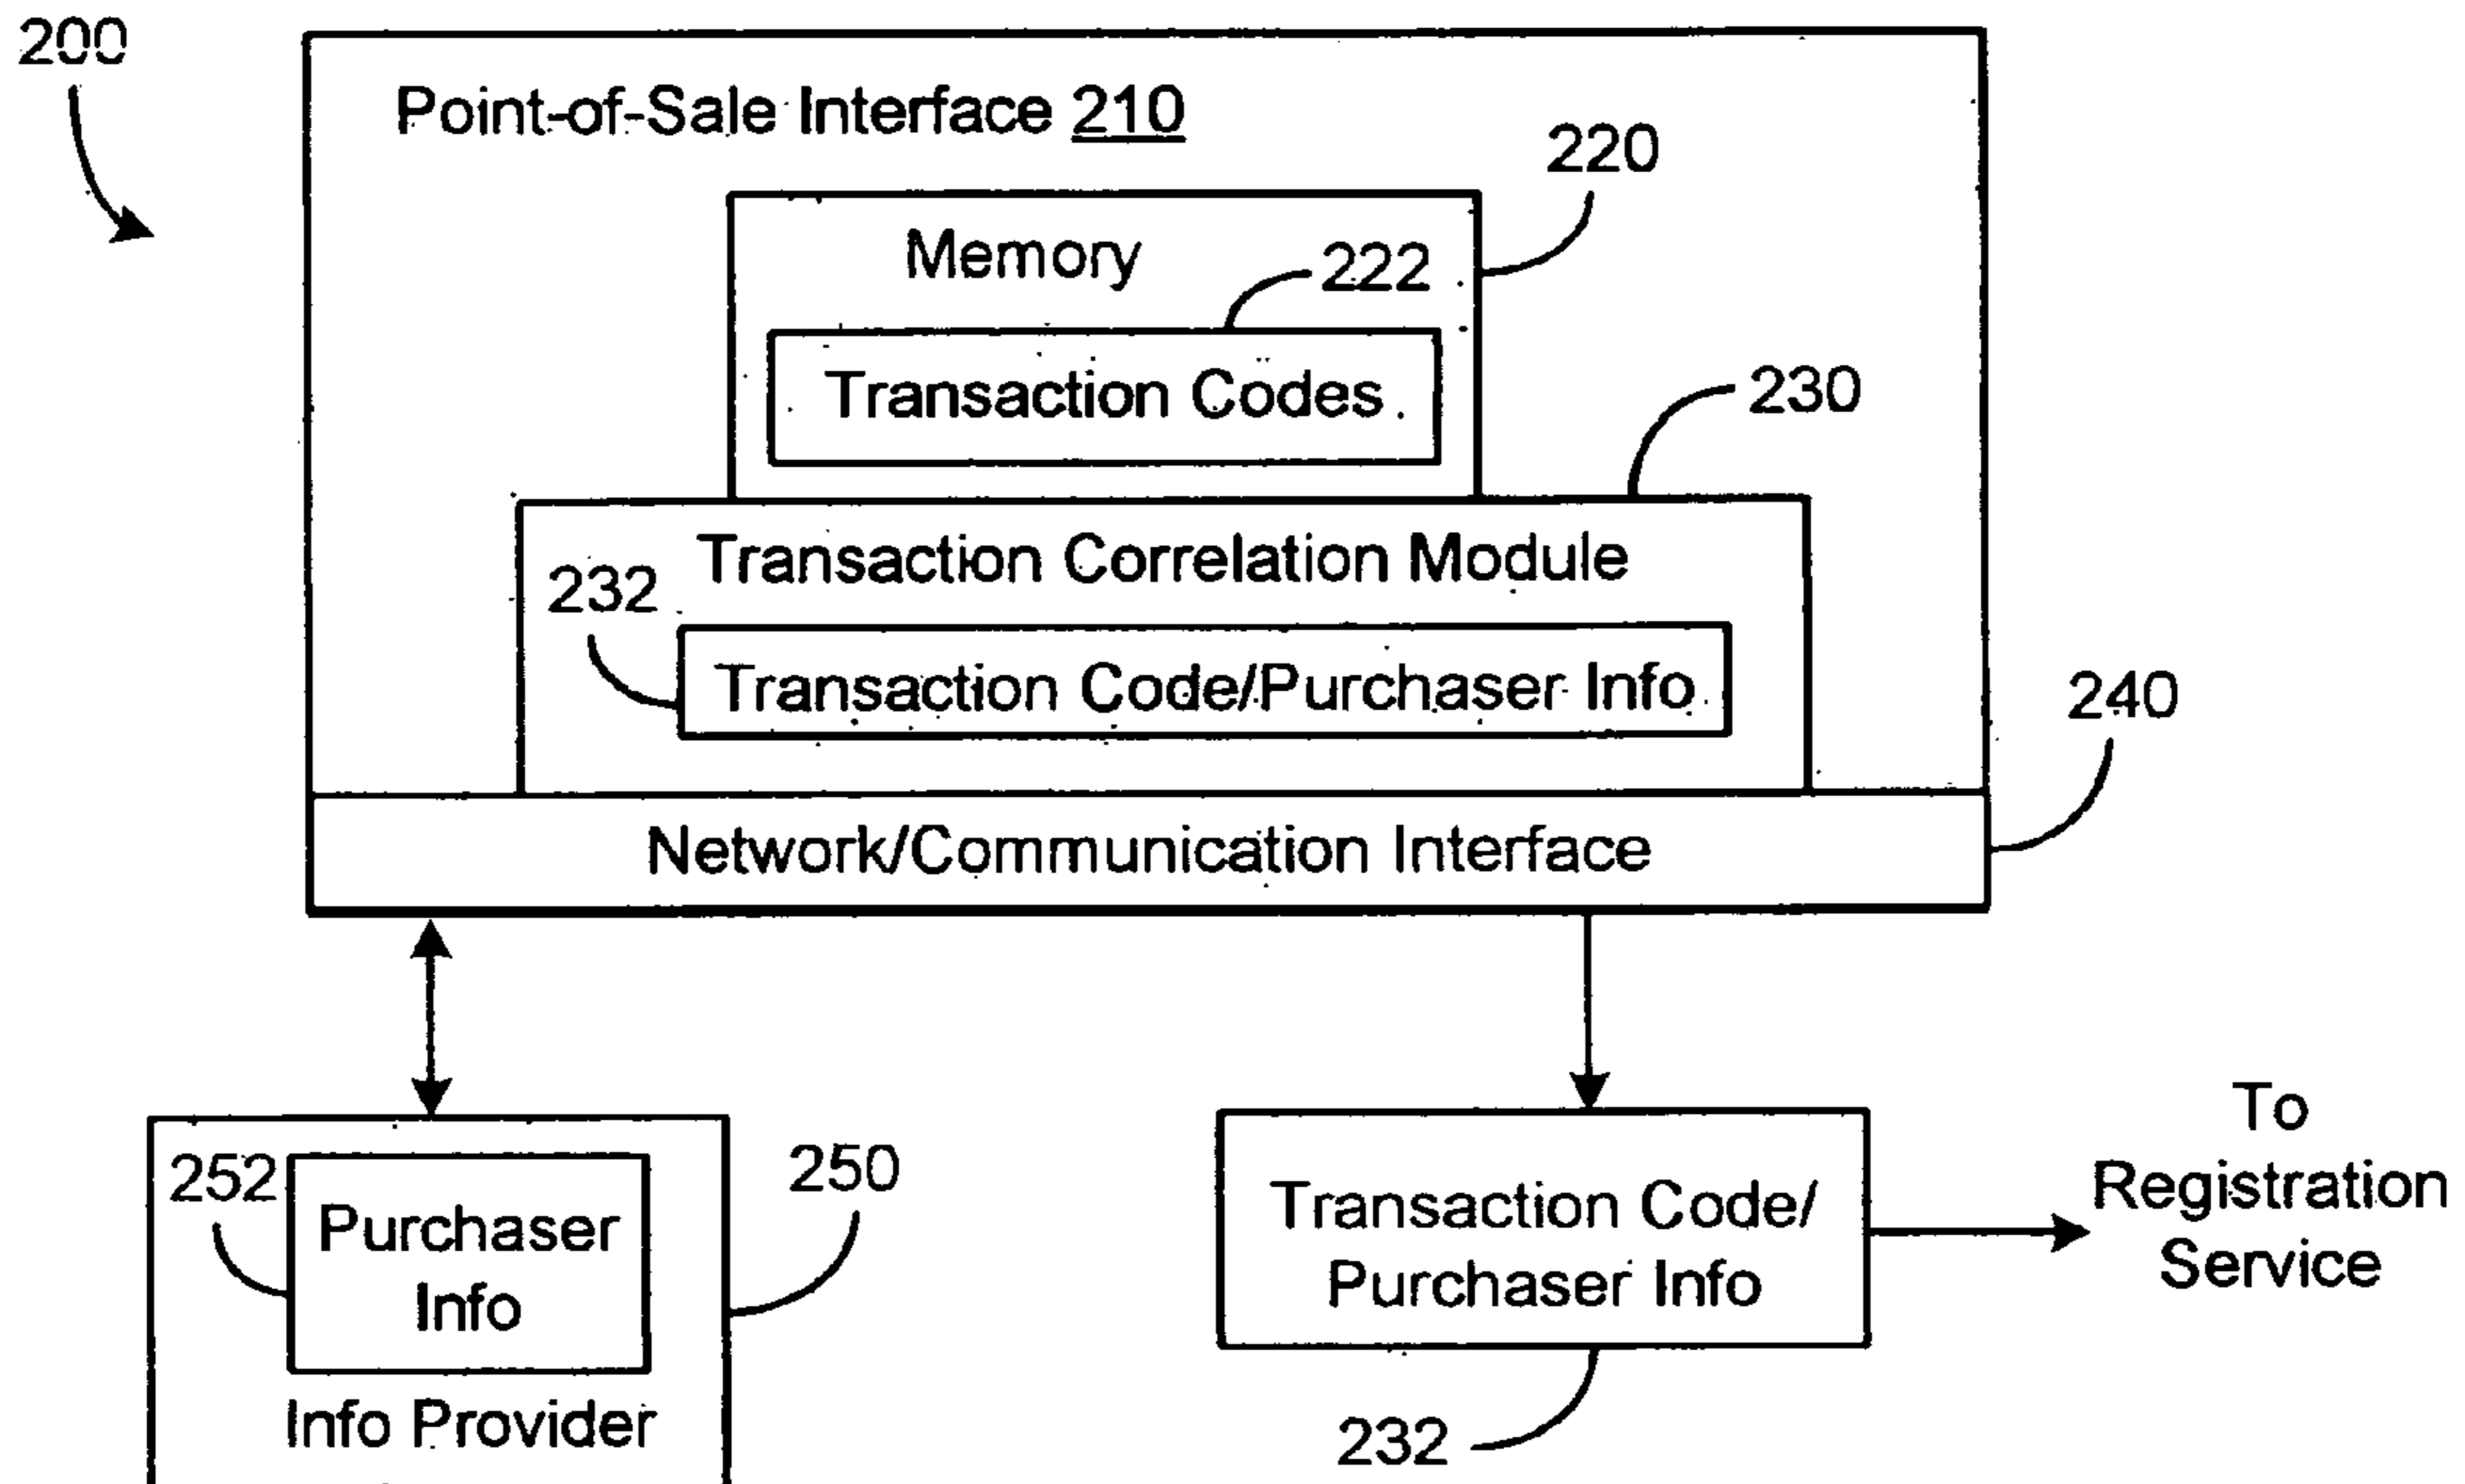 200
Point-of-Sale Interface 210
220
Memory
222
Transaction Codes
230
Transaction Correlation Module
232
Transaction Code/Purchaser Info
240
Network/Communication Interface
252
Purchaser
Info
250
Info Provider
Transaction Code/
Purchaser Info
232
To
Registration
Service